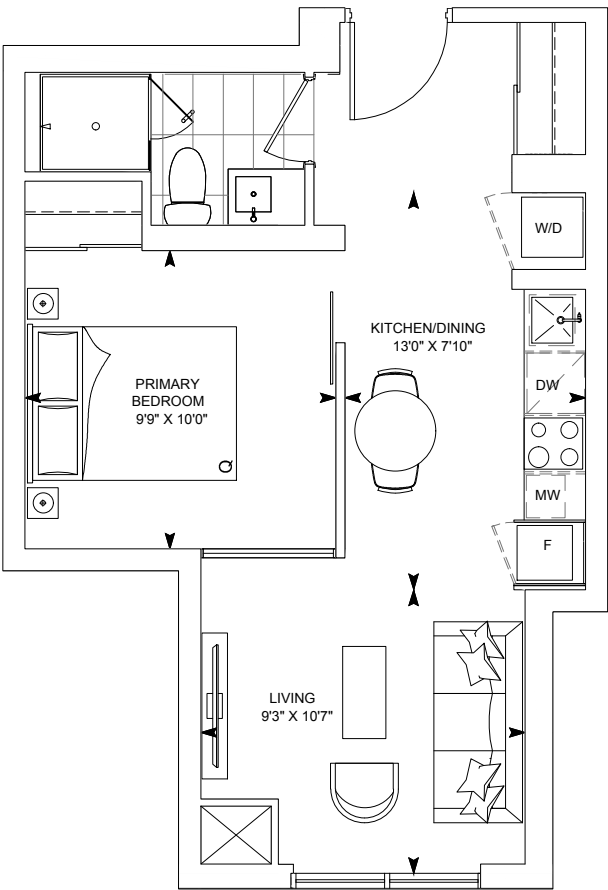 W/D
KITCHEN/DINING
13'0" X 7'10"
PRIMARY
BEDROOM
9'9" X 10'0"
DW
Q
MW
F
LIVING
9'3" X 10'7"